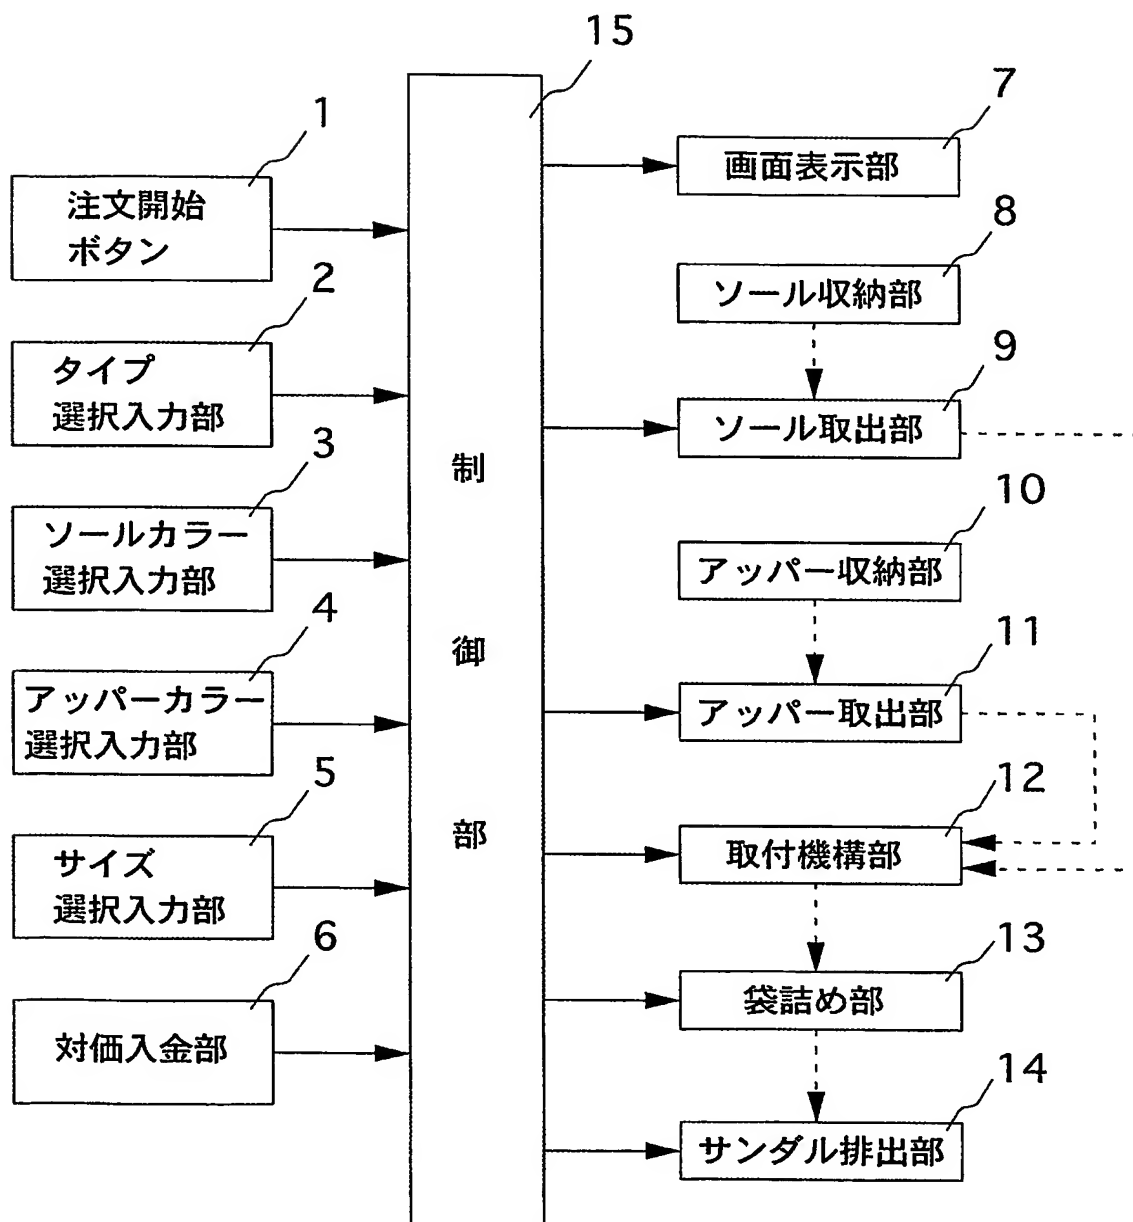 15
1
注文開始
ボタン
2
タイプ
選択入力部
3
ソールカラー
選択入力部
4
アッパーカラー
選択入力部
5
サイズ
選択入力部
6
対価入金部
制
御
部
7
画面表示部
8
ソール収納部
9
ソール取出部
10
アッパー収納部
11
アッパー取出部
12
取付機構部
13
袋詰め部
14
サンダル排出部